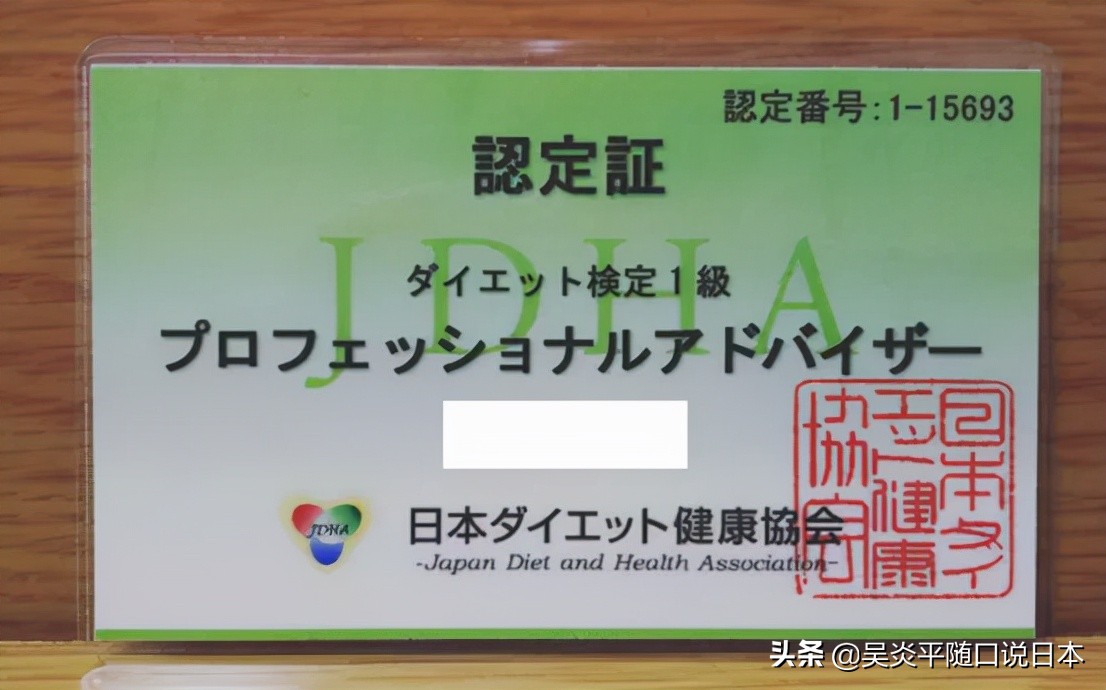 認定番号:1-15693
認定証
JDHA
ダイエット検定1級
プロフェッショナルアドバイザー
JDHA
日本ダイエット健康協会
-Japan Diet and Health Association-
日本ダイエット健康協会
头条 @吴炎平随口说日本